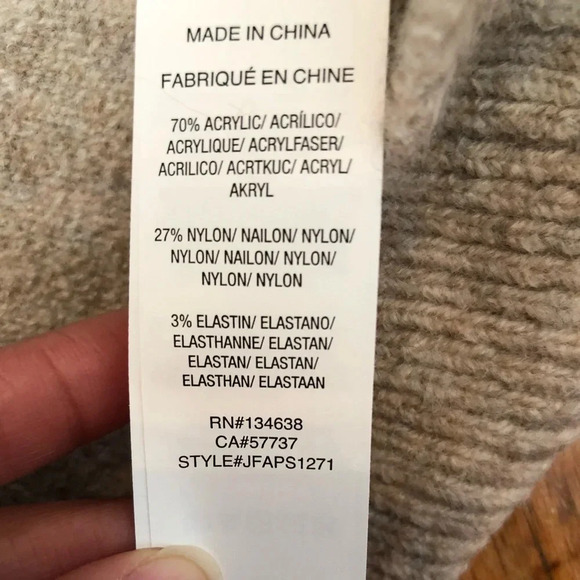 MADE IN CHINA
FABRIQUÉ EN CHINE
70% ACRYLIC/ ACRÍLICO/
ACRYLIQUE/ ACRYLFASER/
ACRILICO/ ACRTKUC/ ACRYL/
AKRYL
27% NYLON/ NAILON/ NYLON/
NYLON/ NAILON/ NYLON/
NYLON/ NYLON
3% ELASTIN/ ELASTANO/
ELASTHANNE/ ELASTAN/
ELASTAN/ ELASTAN/
ELASTHAN/ ELASTAAN
RN#134638
CA#57737
STYLE#JFAPS1271